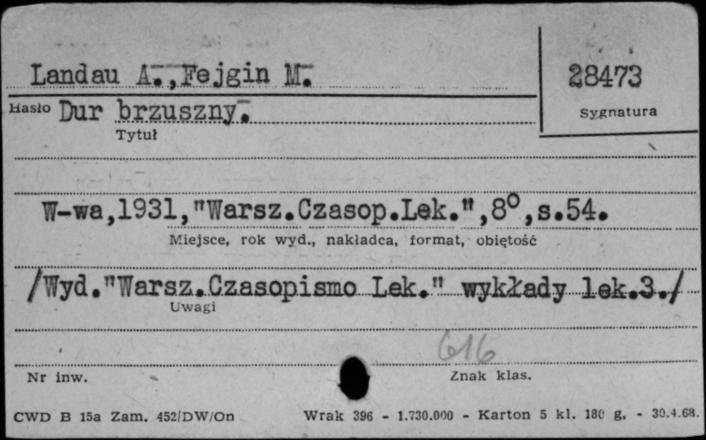 Landau A.,Fejgin M.
28473
Hasło Dur brzuszny.
Sygnatura
Tytuł
W-wa,1931,"Warsz.Czasop.Lek.",8°,s.54.
Miejsce, rok wyd., nakładca, format, objętość
/Wyd."Warsz.Czasopismo Lek." wykłady lek.3./
Uwagi
616
Nr inw.
Znak klas.
CWD B 15a Zam. 452/DW/On Wrak 396 - 1.730.000 - Karton 5 kl. 180 g. - 30.4.68.